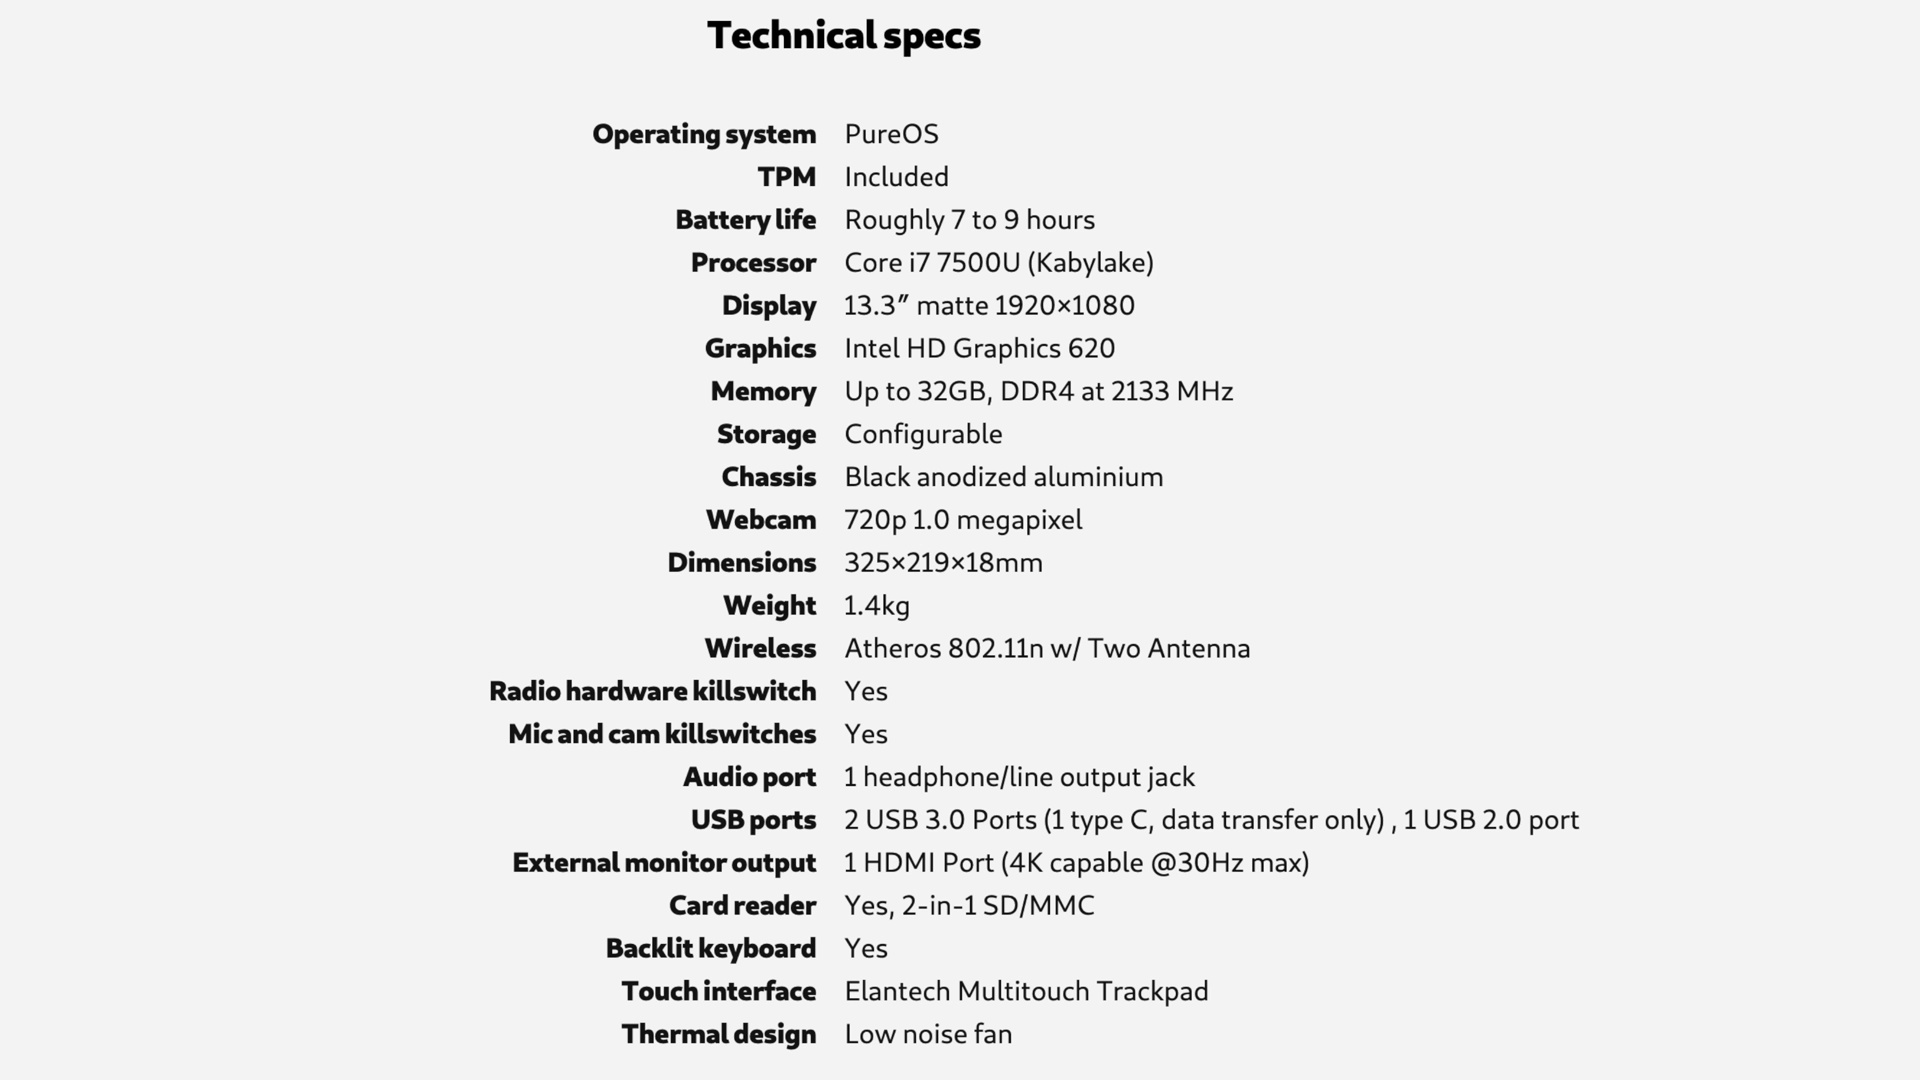 Technical specs
Operating system PureOS
TPM Included
Battery life Roughly 7 to 9 hours
Processor Core i7 7500U (Kabylake)
Display 13.3″ matte 1920×1080
Graphics Intel HD Graphics 620
Memory Up to 32GB, DDR4 at 2133 MHz
Storage Configurable
Chassis Black anodized aluminium
Webcam 720p 1.0 megapixel
Dimensions 325×219×18mm
Weight 1.4kg
Wireless Atheros 802.11n w/ Two Antenna
Radio hardware killswitch Yes
Mic and cam killswitches Yes
Audio port 1 headphone/line output jack
USB ports 2 USB 3.0 Ports (1 type C, data transfer only) , 1 USB 2.0 port
External monitor output 1 HDMI Port (4K capable @30Hz max)
Card reader Yes, 2-in-1 SD/MMC
Backlit keyboard Yes
Touch interface Elantech Multitouch Trackpad
Thermal design Low noise fan